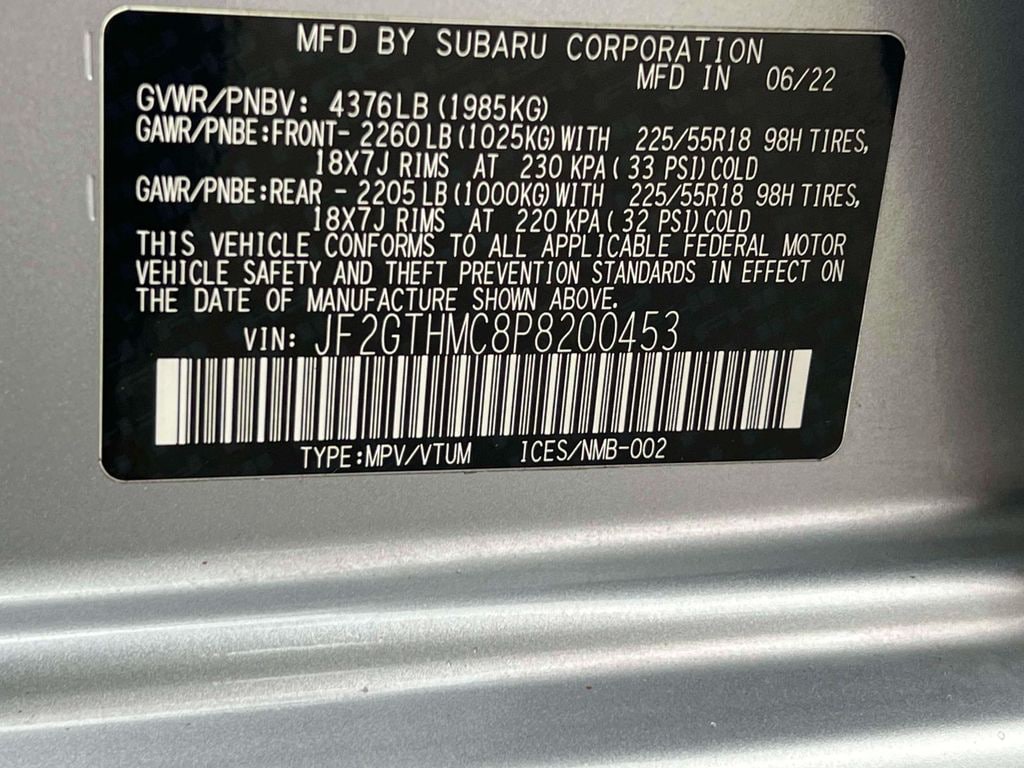 MFD BY SUBARU CORPORATION
MFD IN 06/22
GVWR/PNBV: 4376LB (1985KG)
GAWR/PNBE:FRONT- 2260 LB (1025KG) WITH 225/55R18 98H TIRES,
18X7J RIMS AT 230 KPA ( 33 PSI) COLD
GAWR/PNBE:REAR - 2205 LB (1000KG) WITH 225/55R18 98H TIRES,
18X7J RIMS AT 220 KPA ( 32 PSI) COLD
THIS VEHICLE CONFORMS TO ALL APPLICABLE FEDERAL MOTOR
VEHICLE SAFETY AND THEFT PREVENTION STANDARDS IN EFFECT ON
THE DATE OF MANUFACTURE SHOWN ABOVE.
VIN: JF2GTHMC8P8200453
TYPE:MPV/VTUM ICES/NMB-002